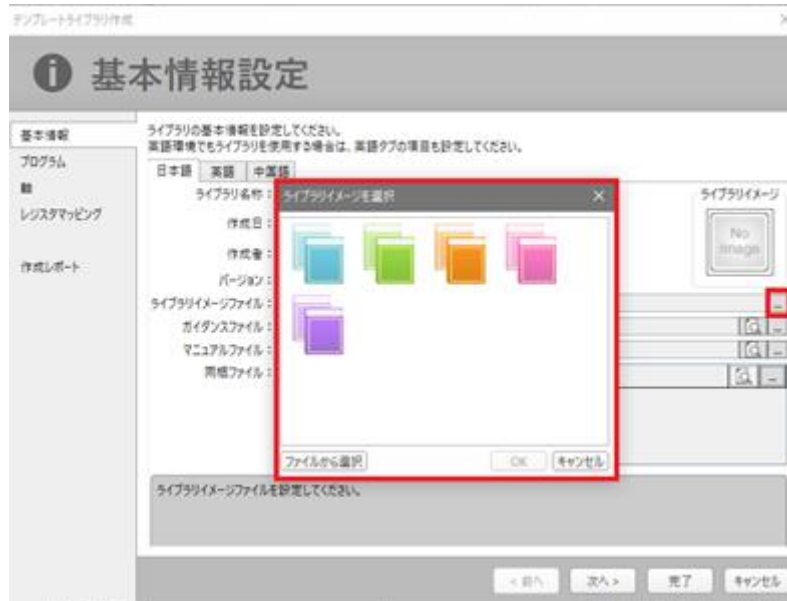 テンプレートライブラリ作成
基本情報設定
基本情報
プログラム
軸
レジスタマッピング
作成レポート
ライブラリの基本情報を設定してください。
英語環境でもライブラリを使用する場合は、英語タブの項目も設定してください。
日本語 英語 中国語
ライブラリ名称：
作成日：
作成者：
バージョン：
ライブラリイメージファイル：
ガイダンスファイル：
マニュアルファイル：
同梱ファイル：
ライブラリイメージ
No
Image
ライブラリイメージを選択
ファイルから選択
OK キャンセル
ライブラリイメージファイルを設定してください。
< 前へ 次へ > 完了 キャンセル